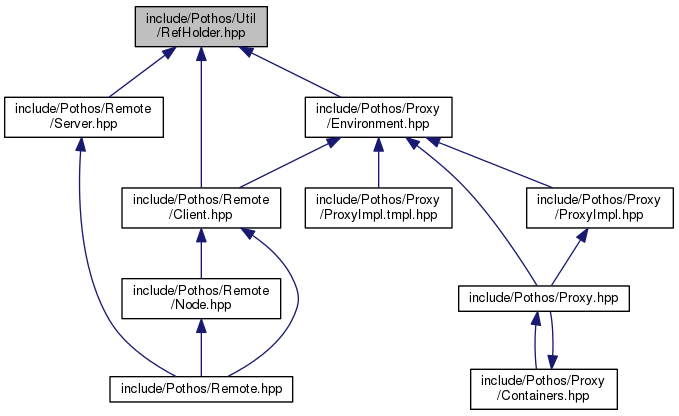 include/Pothos/Util
/RefHolder.hpp
include/Pothos/Remote
/Server.hpp
include/Pothos/Proxy
/Environment.hpp
include/Pothos/Remote
/Client.hpp
include/Pothos/Proxy
/ProxyImpl.tmpl.hpp
include/Pothos/Proxy
/ProxyImpl.hpp
include/Pothos/Remote
/Node.hpp
include/Pothos/Proxy.hpp
include/Pothos/Remote.hpp
include/Pothos/Proxy
/Containers.hpp